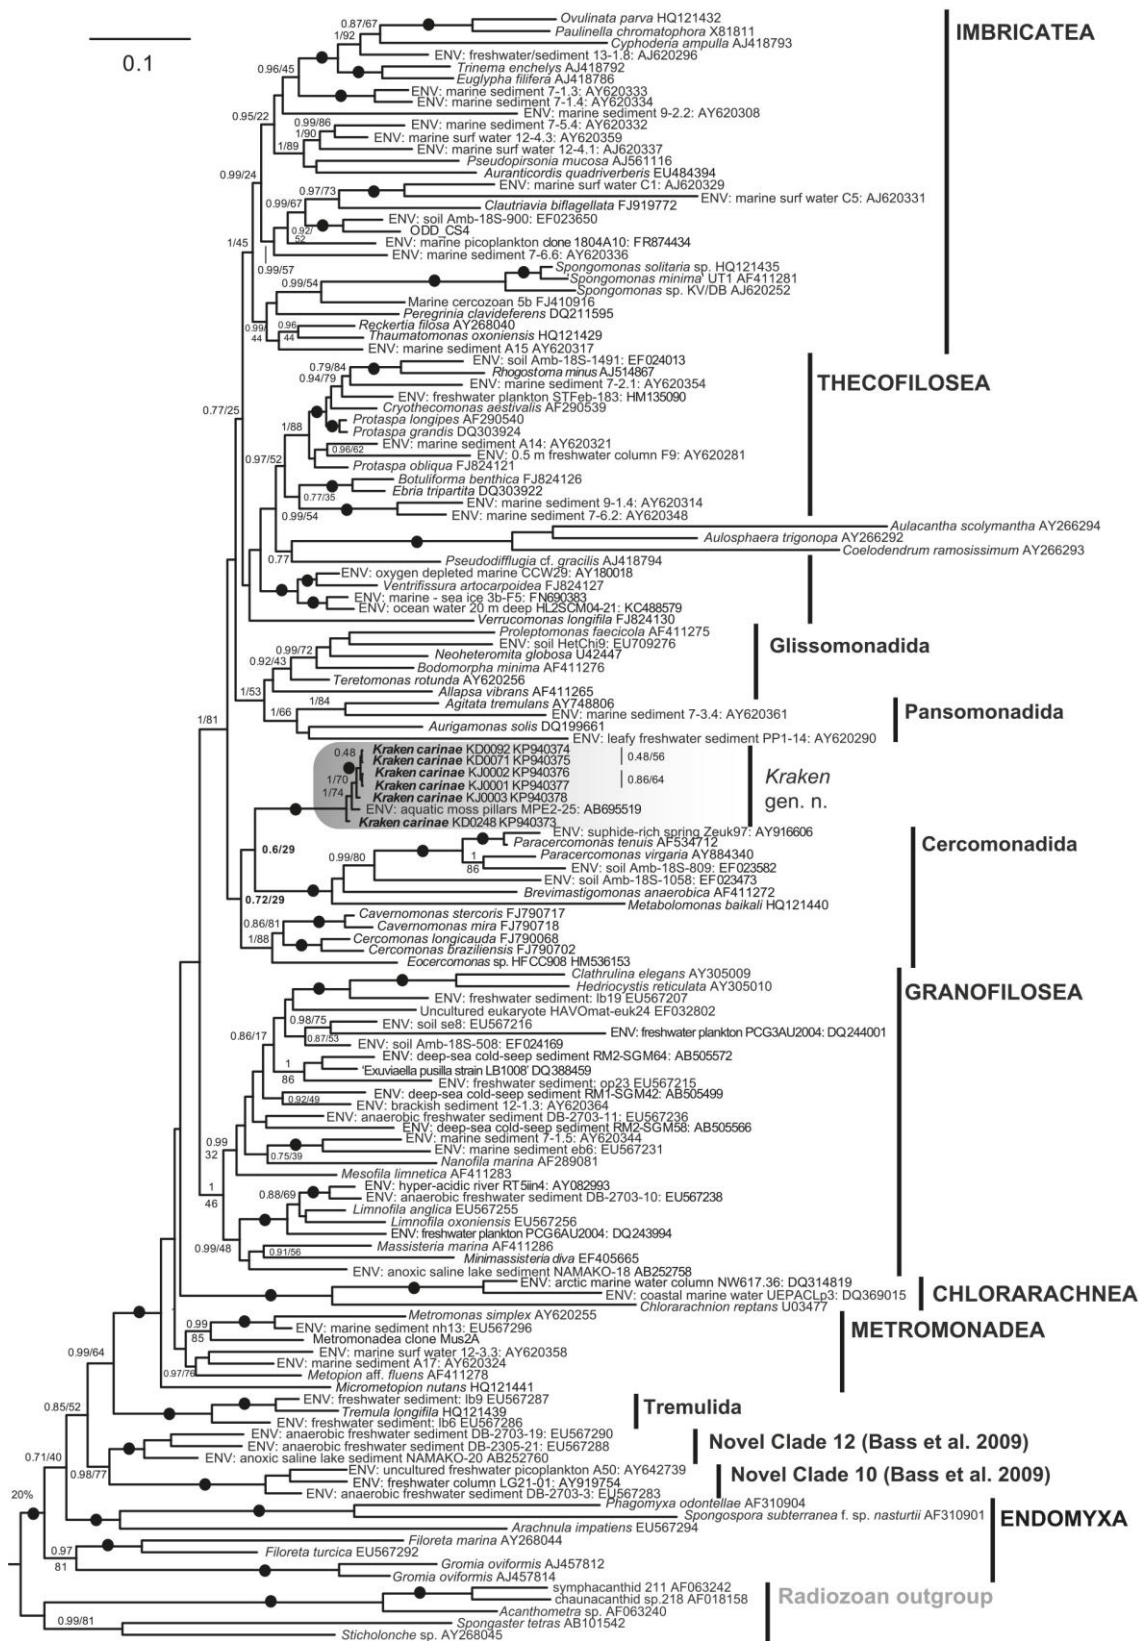 Ovulinata parva HQ121432
0.87/67
Paulinella chromatophora X81811
IMBRICATEA
1/92
Cyphoderia ampulla AJ418793
0.1
ENV: freshwater/sediment 13-1.8: AJ620296
0.96/45
Trinema enchelys AJ418792
Euglypha filifera AJ418786
ENV: marine sediment 7-1.3: AY620333
ENV: marine sediment 7-1.4: AY620334
0.95/22
ENV: marine sediment 9-2.2: AY620308
0.99/86
ENV: marine sediment 7-5.4: AY620332
1/90
ENV: marine surf water 12-4.3: AY620359
1/89
ENV: marine surf water 12-4.1: AJ620337
Pseudopirsonia mucosa AJ561116
0.99/24
Auranticordis quadriverberis EU484394
0.97/73
ENV: marine surf water C1: AJ620329
ENV: marine surf water C5: AJ620331
0.99/67
Clautriavia biflagellata FJ919772
ENV: soil Amb-18S-900: EF023650
0.92/
52
ODD_CS4
ENV: marine picoplankton clone 1804A10: FR874434
1/45
ENV: marine sediment 7-6.6: AY620336
0.99/57
Spongomonas solitaria sp. HQ121435
0.99/54
'Spongomonas minima' UT1 AF411281
Spongomonas sp. KV/DB AJ620252
Marine cercozoan 5b FJ410916
Peregrinia clavideferens DQ211595
0.99/
44
0.96
44
Reckertia filosa AY268040
Thaumatomonas oxoniensis HQ121429
ENV: marine sediment A15 AY620317
ENV: soil Amb-18S-1491: EF024013
0.79/84
Rhogostoma minus AJ514867
THECOFILOSEA
0.94/79
ENV: marine sediment 7-2.1: AY620354
ENV: freshwater plankton STFeb-183: HM135090
Cryothecomonas aestivalis AF290539
0.77/25
Protaspa longipes AF290540
1/88
Protaspa grandis DQ303924
ENV: marine sediment A14: AY620321
0.96/62
ENV: 0.5 m freshwater column F9: AY620281
0.97/52
Protaspa obliqua FJ824121
Botuliforma benthica FJ824126
0.77/35
Ebria tripartita DQ303922
ENV: marine sediment 9-1.4: AY620314
0.99/54
ENV: marine sediment 7-6.2: AY620348
Aulacantha scolymantha AY266294
Aulosphaera trigonopa AY266292
Coelodendrum ramosissimum AY266293
0.77
Pseudodifflugia cf. gracilis AJ418794
ENV: oxygen depleted marine CCW29: AY180018
Ventrifissura artocarpoidea FJ824127
ENV: marine - sea ice 3b-F5: FN690383
ENV: ocean water 20 m deep HL2SCM04-21: KC488579
Verrucomonas longifila FJ824130
Proleptomonas faecicola AF411275
ENV: soil HetChi9: EU709276
Glissomonadida
0.99/72
Neoheteromita globosa U42447
0.92/43
Bodomorpha minima AF411276
Teretomonas rotunda AY620256
1/53
Allapsa vibrans AF411265
1/84
Agitata tremulans AY748806
1/66
ENV: marine sediment 7-3.4: AY620361
Pansomonadida
1/81
Aurigamonas solis DQ199661
ENV: leafy freshwater sediment PP1-14: AY620290
0.48
Kraken carinae KD0092 KP940374
Kraken carinae KD0071 KP940375
0.48/56
Kraken carinae KJ0002 KP940376
1/70
Kraken carinae KJ0001 KP940377
0.86/64
Kraken
1/74
Kraken carinae KJ0003 KP940378
gen. n.
ENV: aquatic moss pillars MPE2-25: AB695519
Kraken carinae KD0248 KP940373
ENV: suphide-rich spring Zeuk97: AY916606
Paracercomonas tenuis AF534712
Cercomonadida
0.6/29
0.99/80
1
86
Paracercomonas virgaria AY884340
ENV: soil Amb-18S-809: EF023582
ENV: soil Amb-18S-1058: EF023473
Brevimastigomonas anaerobica AF411272
0.72/29
Metabolomonas baikali HQ121440
Cavernomonas stercoris FJ790717
0.86/81
Cavernomonas mira FJ790718
1/88
Cercomonas longicauda FJ790068
Cercomonas braziliensis FJ790702
Eocercomonas sp. HFCC908 HM536153
Clathrulina elegans AY305009
Hedriocystis reticulata AY305010
GRANOFILOSEA
ENV: freshwater sediment: lb19 EU567207
Uncultured eukaryote HAVOmat-euk24 EF032802
0.98/75
ENV: soil se8: EU567216
0.86/17
0.87/53
ENV: freshwater plankton PCG3AU2004: DQ244001
ENV: soil Amb-18S-508: EF024169
ENV: deep-sea cold-seep sediment RM2-SGM64: AB505572
1
86
'Exuviaella pusilla strain LB1008' DQ388459
ENV: freshwater sediment: op23 EU567215
ENV: deep-sea cold-seep sediment RM1-SGM42: AB505499
0.92/49
ENV: brackish sediment 12-1.3: AY620364
ENV: anaerobic freshwater sediment DB-2703-11: EU567236
ENV: deep-sea cold-seep sediment RM2-SGM58: AB505566
0.99
32
ENV: marine sediment 7-1.5: AY620344
ENV: marine sediment eb6: EU567231
0.75/39
Nanofila marina AF289081
Mesofila limnetica AF411283
1
46
0.88/69
ENV: hyper-acidic river RT5iin4: AY082993
ENV: anaerobic freshwater sediment DB-2703-10: EU567238
Limnofila anglica EU567255
Limnofila oxoniensis EU567256
ENV: freshwater plankton PCG6AU2004: DQ243994
0.99/48
0.91/56
Massisteria marina AF411286
Minimassisteria diva EF405665
ENV: anoxic saline lake sediment NAMAKO-18 AB252758
ENV: arctic marine water column NW617.36: DQ314819
ENV: coastal marine water UEPACLp3: DQ369015
CHLORARACHNEA
Chlorarachnion reptans U03477
Metromonas simplex AY620255
METROMONADEA
0.99
85
ENV: marine sediment nh13: EU567296
Metromonadea clone Mus2A
0.99/64
ENV: marine surf water 12-3.3: AY620358
0.97/76
ENV: marine sediment A17: AY620324
Metopion aff. fluens AF411278
Micrometopion nutans HQ121441
0.85/52
ENV: freshwater sediment: lb9 EU567287
Tremula longifila HQ121439
Tremulida
ENV: freshwater sediment: lb6 EU567286
ENV: anaerobic freshwater sediment DB-2703-19: EU567290
0.71/40
ENV: anaerobic freshwater sediment DB-2305-21: EU567288
Novel Clade 12 (Bass et al. 2009)
0.98/77
ENV: anoxic saline lake sediment NAMAKO-20 AB252760
ENV: uncultured freshwater picoplankton A50: AY642739
ENV: freshwater column LG21-01: AY919754
Novel Clade 10 (Bass et al. 2009)
20%
ENV: anaerobic freshwater sediment DB-2703-3: EU567283
Phagomyxa odontellae AF310904
Spongospora subterranea f. sp. nasturtii AF310901
ENDOMYXA
Arachnula impatiens EU567294
Filoreta marina AY268044
0.97
81
Filoreta turcica EU567292
Gromia oviformis AJ457812
Gromia oviformis AJ457814
symphacanthid 211 AF063242
chaunacanthid sp.218 AF018158
Radiozoan outgroup
Acanthometra sp. AF063240
0.99/81
Spongaster tetras AB101542
Sticholonche sp. AY268045